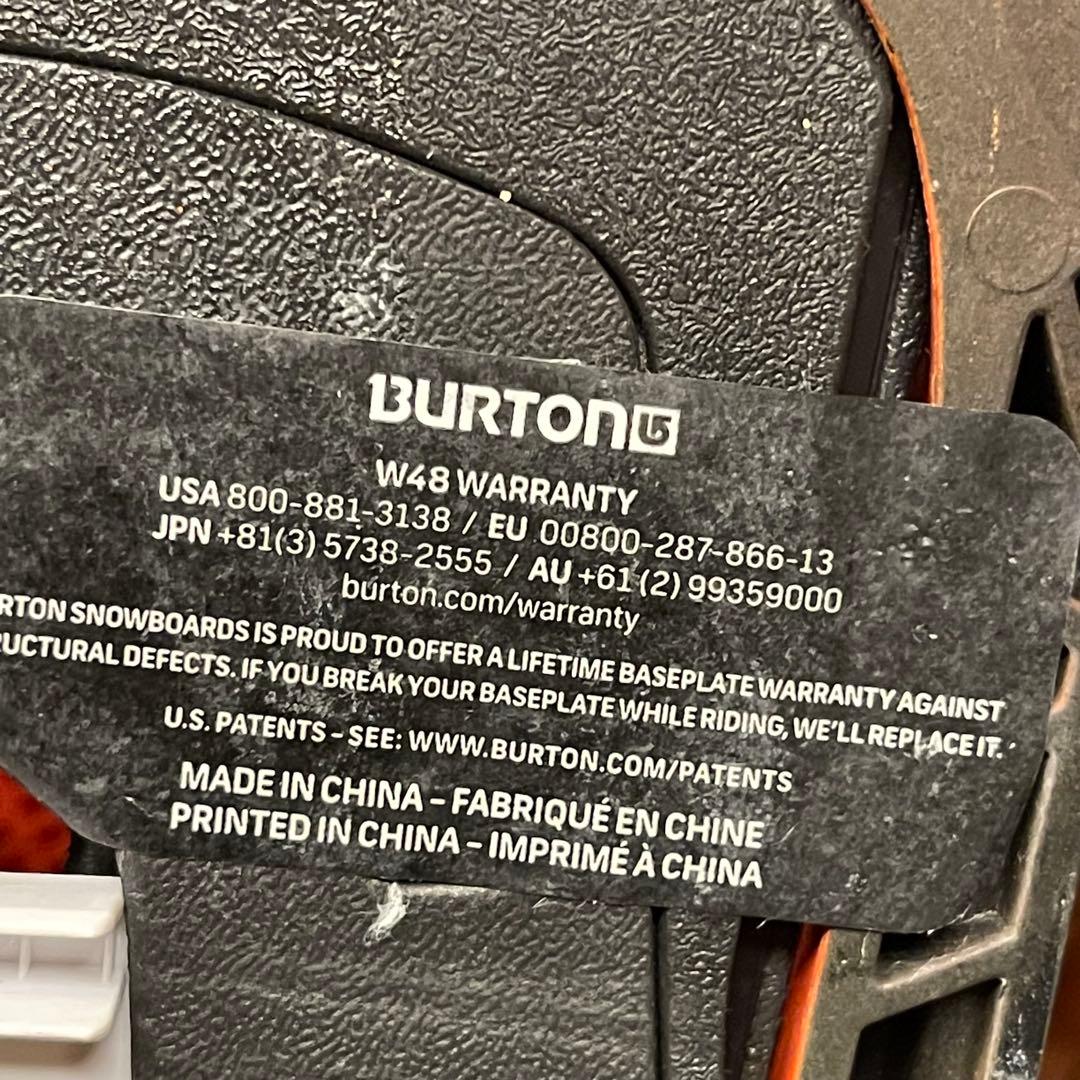 BURTON
W48 WARRANTY
USA 800-881-3138 / EU 00800-287-866-13
JPN +81(3) 5738-2555 / AU +61 (2) 99359000
burton.com/warranty
RTON SNOWBOARDS IS PROUD TO OFFER A LIFETIME BASEPLATE WARRANTY AGAINST
RUCTURAL DEFECTS. IF YOU BREAK YOUR BASEPLATE WHILE RIDING, WE'LL REPLACE IT.
U.S. PATENTS – SEE: WWW.BURTON.COM/PATENTS
MADE IN CHINA – FABRIQUÉ EN CHINE
PRINTED IN CHINA – IMPRIMÉ À CHINA